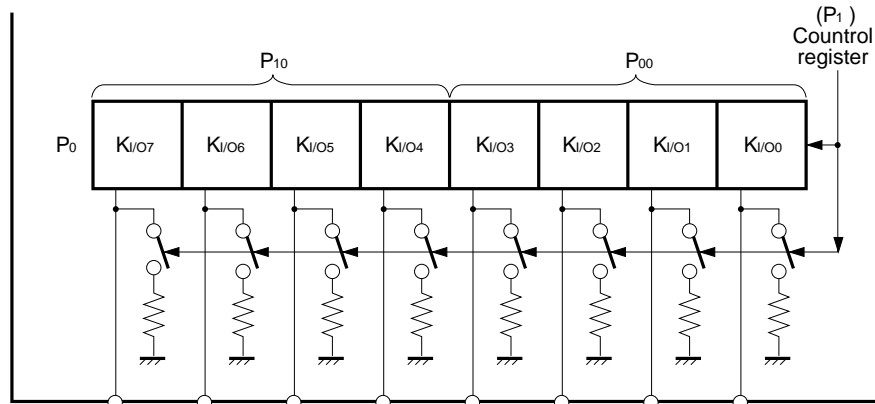 (P1)
Countrol
register
P10
P00
P0
KI/O7
KI/O6
KI/O5
KI/O4
KI/O3
KI/O2
KI/O1
KI/O0